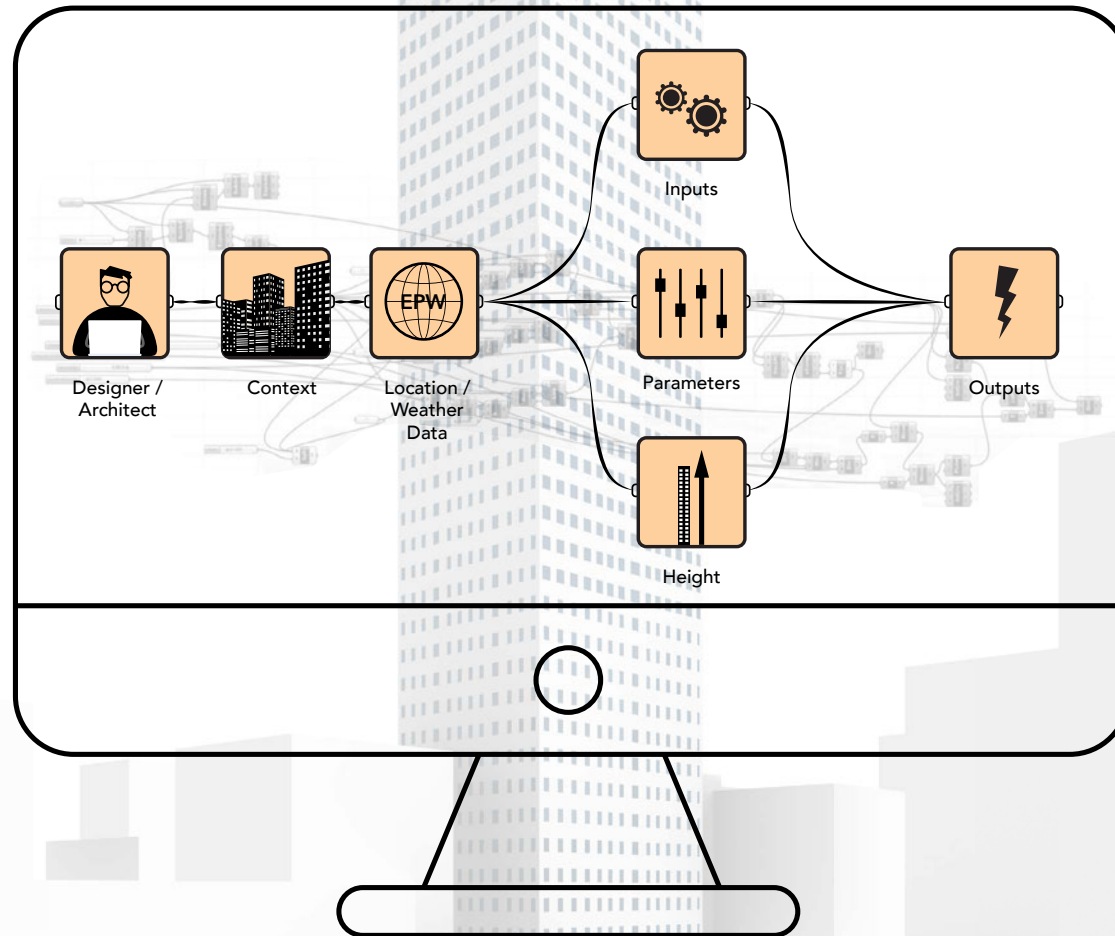 Inputs
EPW
Designer /
Architect
Context
Location /
Weather
Data
Parameters
Outputs
Height